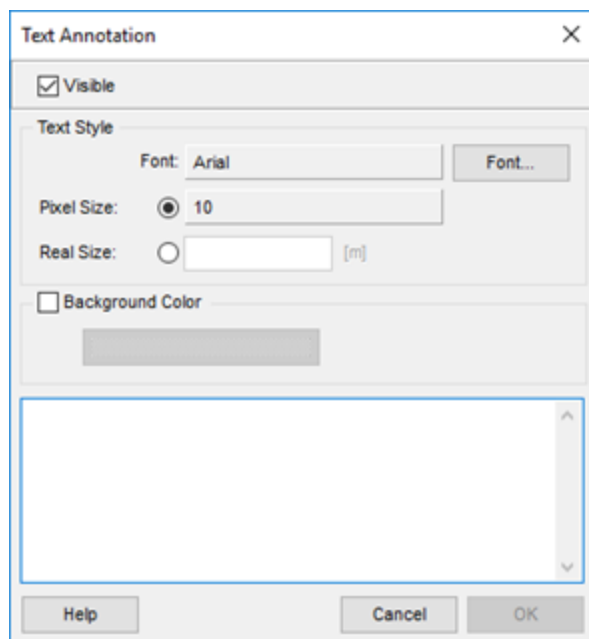 Text Annotation
Visible
Text Style
Font: Arial Font...
Pixel Size: 10
Real Size: [m]
Background Color
Help Cancel OK